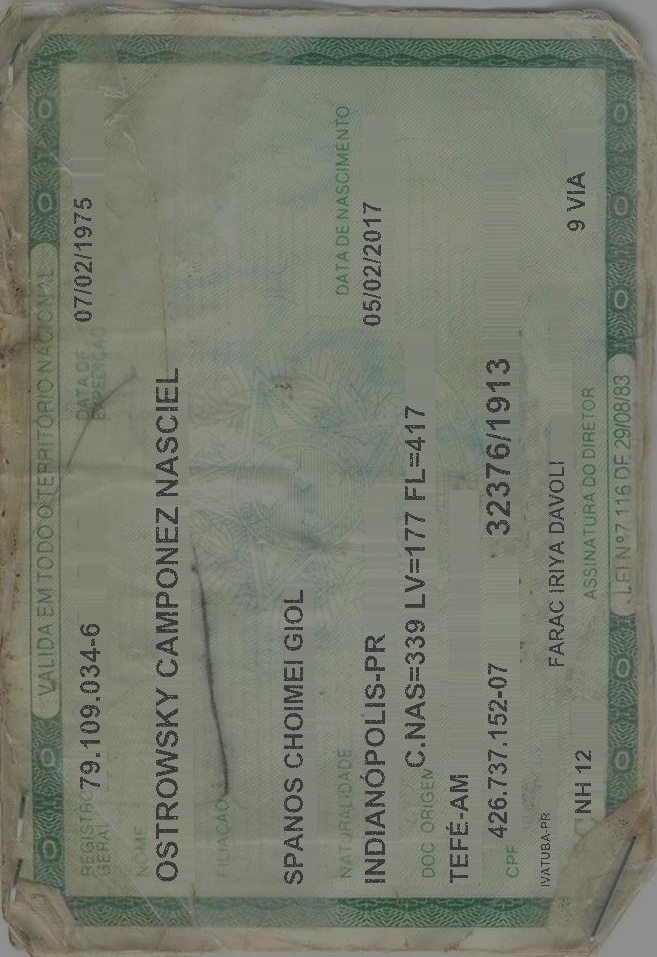 VÁLIDA EM TODO O TERRITÓRIO NACIONAL
REGISTRO GERAL 79.109.034-6 DATA DE EXPEDIÇÃO 07/02/1975
NOME
OSTROWSKY CAMPONEZ NASCIEL
FILIAÇÃO
SPANOS CHOIMEI GIOL
NATURALIDADE DATA DE NASCIMENTO
INDIANÓPOLIS-PR 05/02/2017
DOC ORIGEM C.NAS=339 LV=177 FL=417
TEFÉ-AM
CPF 426.737.152-07 32376/1913
IVATUBA-PR
FARAC IRIYA DAVOLI
NH 12 9 VIA
ASSINATURA DO DIRETOR
LEI Nº 7.116 DE 29/08/83